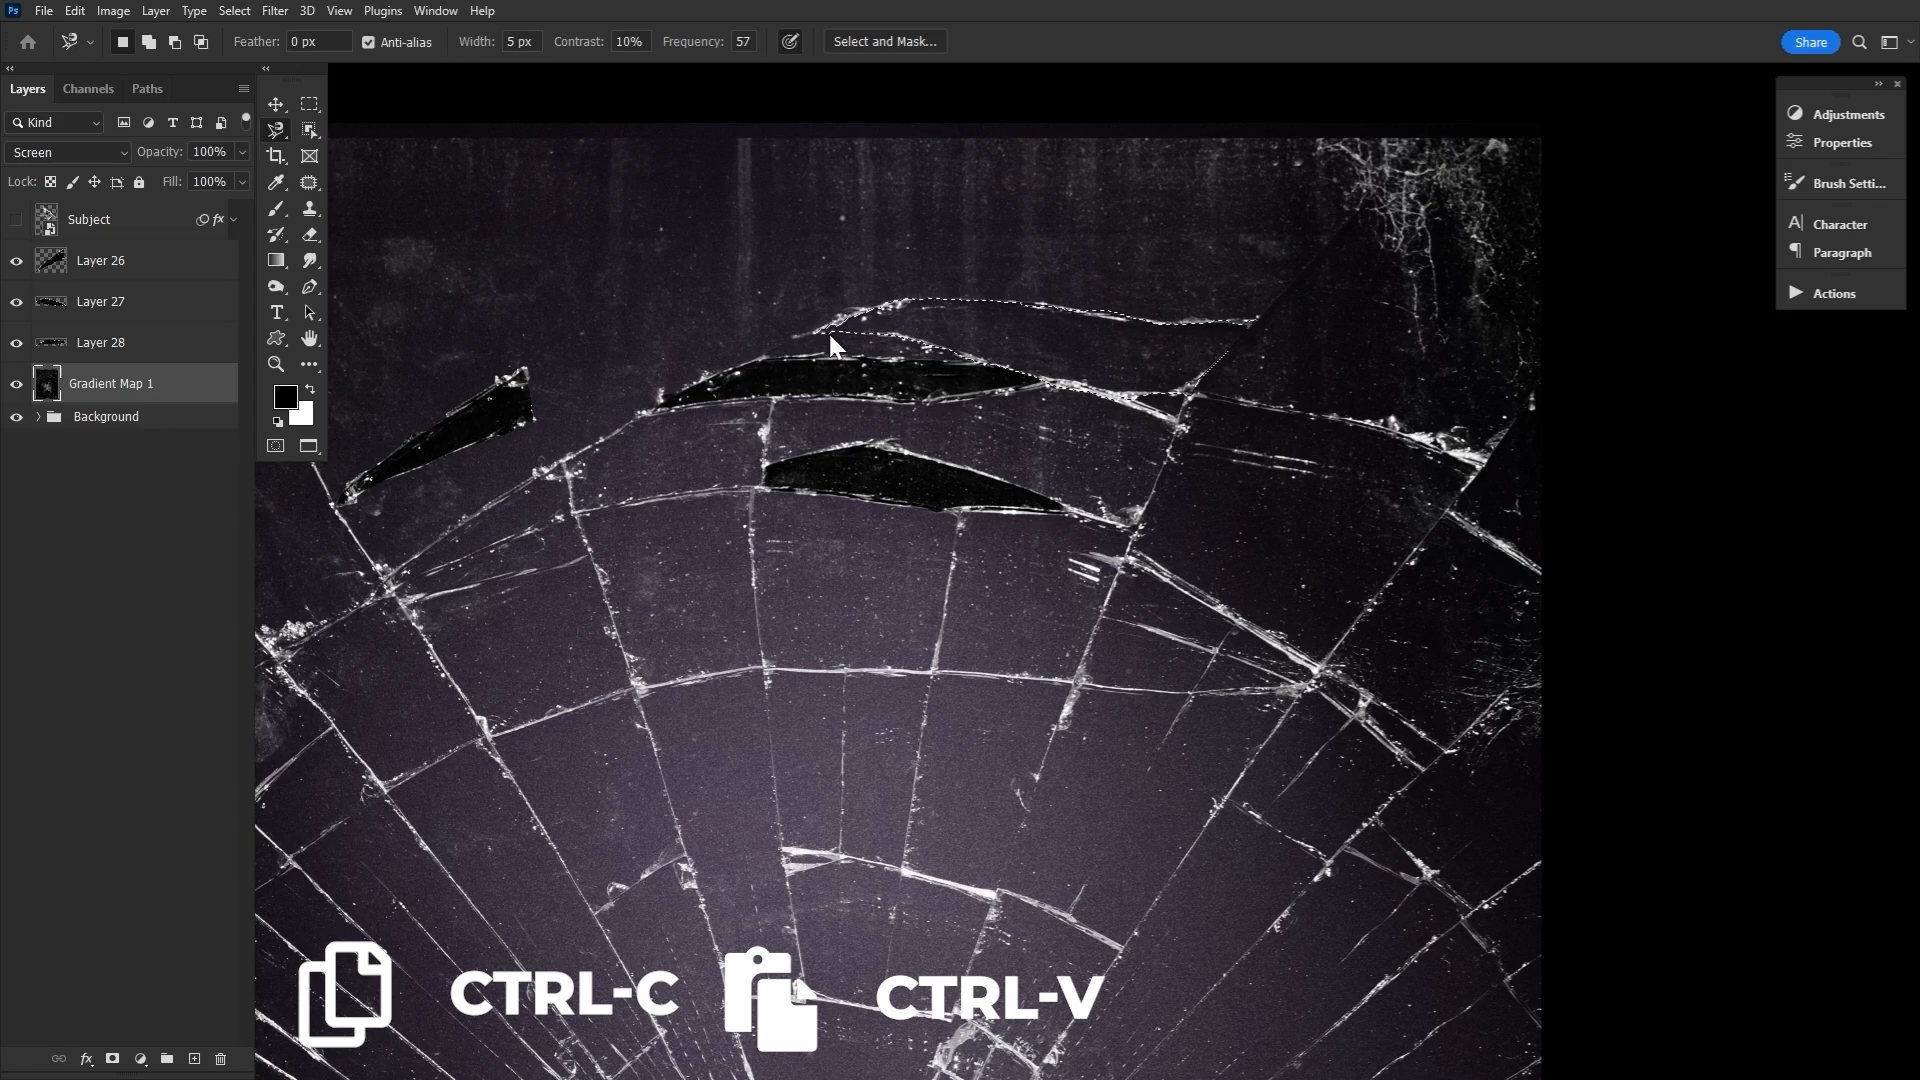 Ps File Edit Image Layer Type Select Filter 3D View Plugins Window Help
Feather: 0 px Anti-alias Width: 5 px Contrast: 10% Frequency: 57 Select and Mask... Share
Layers Channels Paths
Kind
Screen Opacity: 100%
Lock: Fill: 100%
Subject fx
Layer 26
Layer 27
Layer 28
Gradient Map 1
Background
fx
Adjustments
Properties
Brush Setti...
Character
Paragraph
Actions
CTRL-C CTRL-V